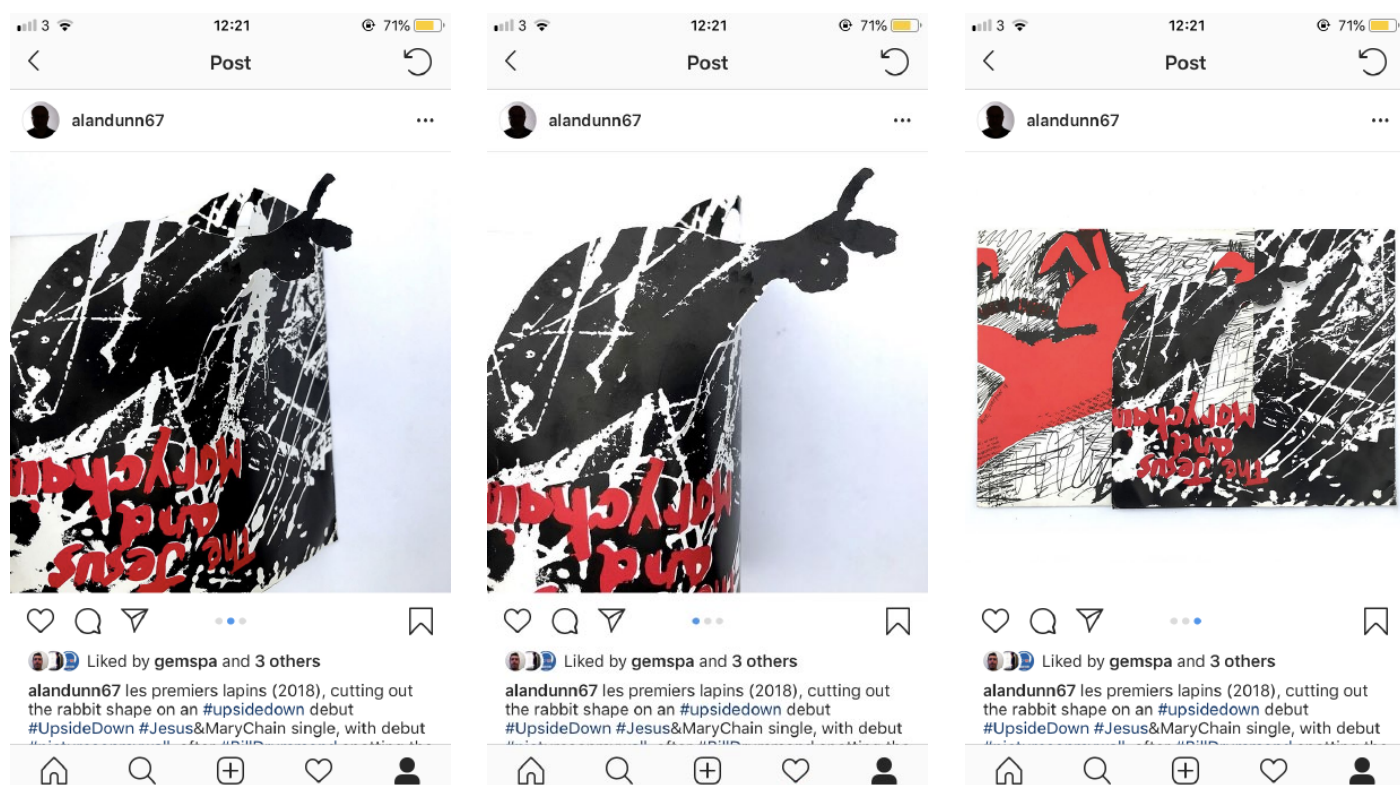 3 12:21 71%
Post
alandunn67
Marychain
and
The Jesus
Liked by gemspa and 3 others
alandunn67 les premiers lapins (2018), cutting out
the rabbit shape on an #upsidedown debut
#UpsideDown #Jesus&MaryChain single, with debut
3 12:21 71%
Post
alandunn67
Marychain
and
Liked by gemspa and 3 others
alandunn67 les premiers lapins (2018), cutting out
the rabbit shape on an #upsidedown debut
#UpsideDown #Jesus&MaryChain single, with debut
3 12:21 71%
Post
alandunn67
Marychain
and
The Jesus
Liked by gemspa and 3 others
alandunn67 les premiers lapins (2018), cutting out
the rabbit shape on an #upsidedown debut
#UpsideDown #Jesus&MaryChain single, with debut